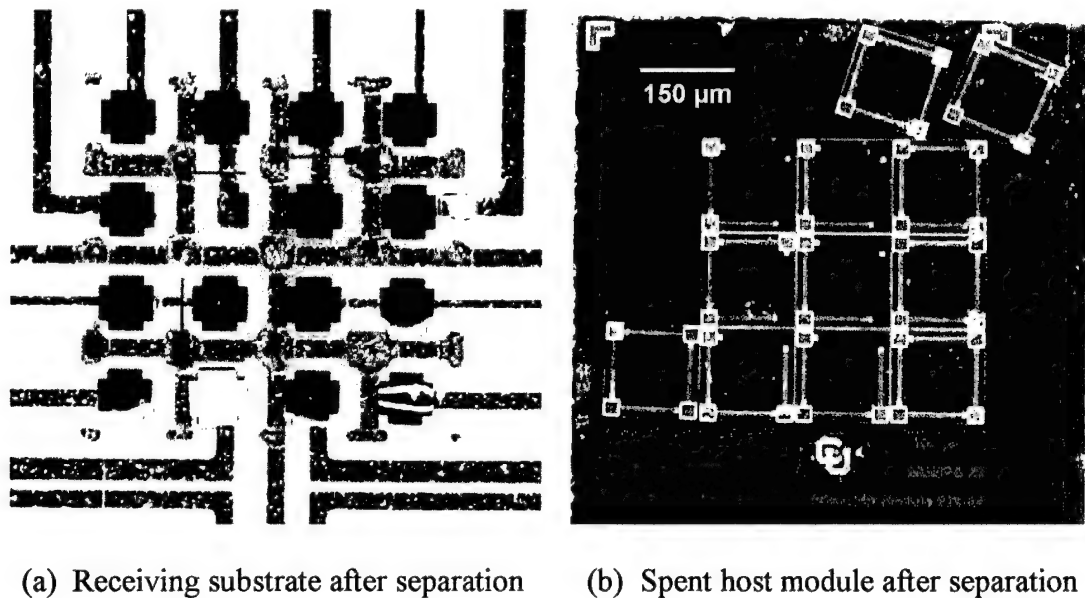 150 µm
(a) Receiving substrate after separation
(b) Spent host module after separation